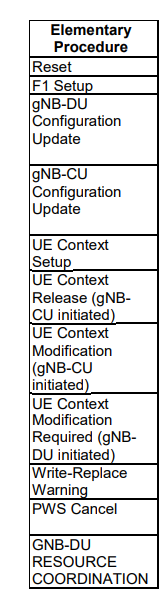 Elementary
Procedure
Reset
F1 Setup
gNB-DU
Configuration
Update
gNB-CU
Configuration
Update
UE Context
Setup
UE Context
Release (gNB-
CU initiated)
UE Context
Modification
(gNB-CU
initiated)
UE Context
Modification
Required (gNB-
DU initiated)
Write-Replace
Warning
PWS Cancel
GNB-DU
RESOURCE
COORDINATION